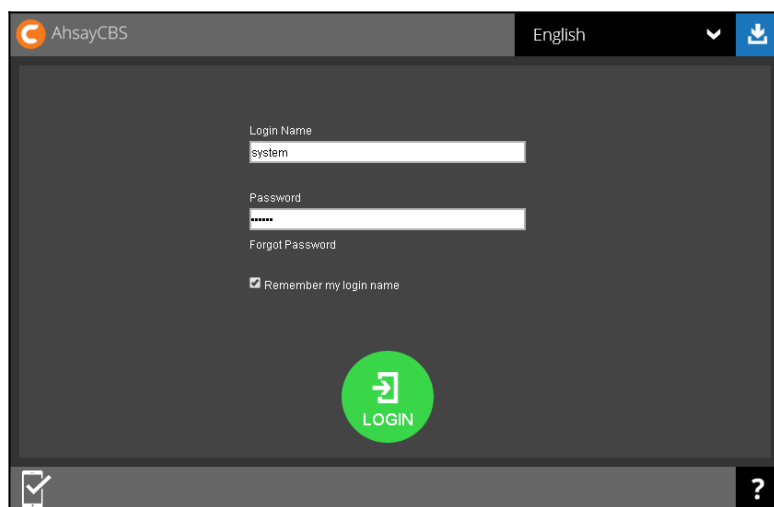 AhsayCBS
English
Login Name
system
Password
••••••
Forgot Password
Remember my login name
LOGIN
?